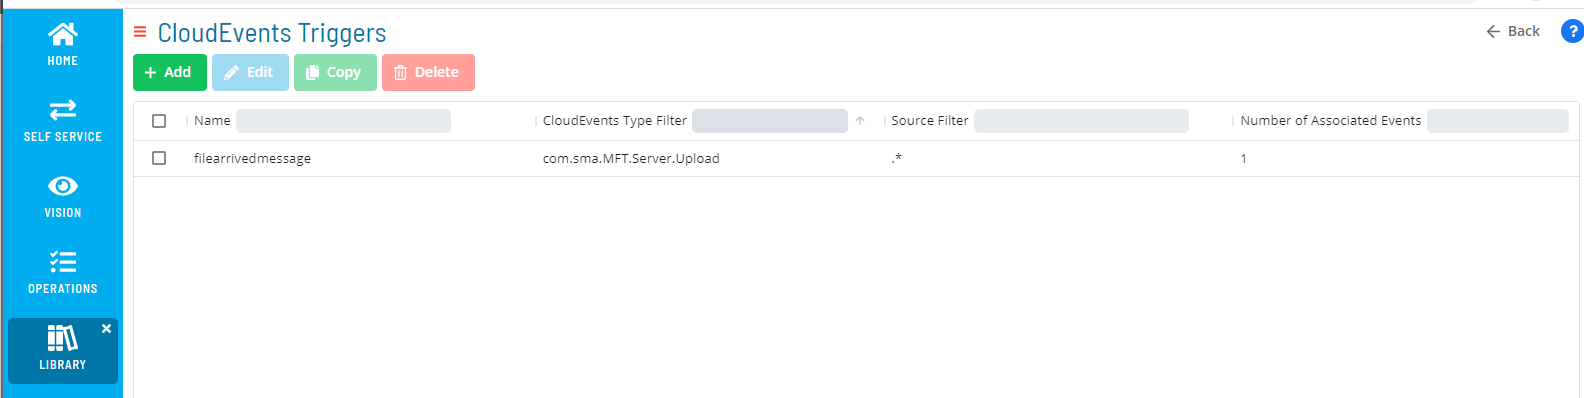 HOME
SELF SERVICE
VISION
OPERATIONS
LIBRARY
CloudEvents Triggers
Back
?
Add Edit Copy Delete
Name CloudEvents Type Filter Source Filter Number of Associated Events
filearrivedmessage com.sma.MFT.Server.Upload .* 1